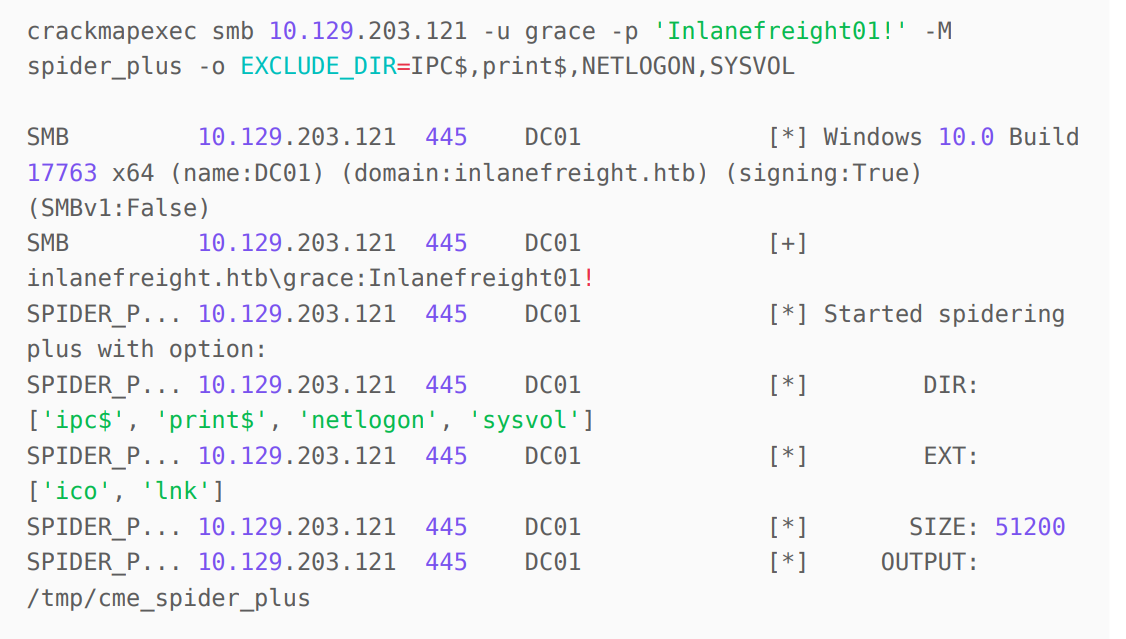 crackmapexec smb 10.129.203.121 -u grace -p 'Inlanefreight01!' -M
spider_plus -o EXCLUDE_DIR=IPC$,print$,NETLOGON,SYSVOL
SMB 10.129.203.121 445 DC01 [*] Windows 10.0 Build
17763 x64 (name:DC01) (domain:inlanefreight.htb) (signing:True)
(SMBv1:False)
SMB 10.129.203.121 445 DC01 [+]
inlanefreight.htb\grace:Inlanefreight01!
SPIDER_P... 10.129.203.121 445 DC01 [*] Started spidering
plus with option:
SPIDER_P... 10.129.203.121 445 DC01 [*] DIR:
['ipc$', 'print$', 'netlogon', 'sysvol']
SPIDER_P... 10.129.203.121 445 DC01 [*] EXT:
['ico', 'lnk']
SPIDER_P... 10.129.203.121 445 DC01 [*] SIZE: 51200
SPIDER_P... 10.129.203.121 445 DC01 [*] OUTPUT:
/tmp/cme_spider_plus